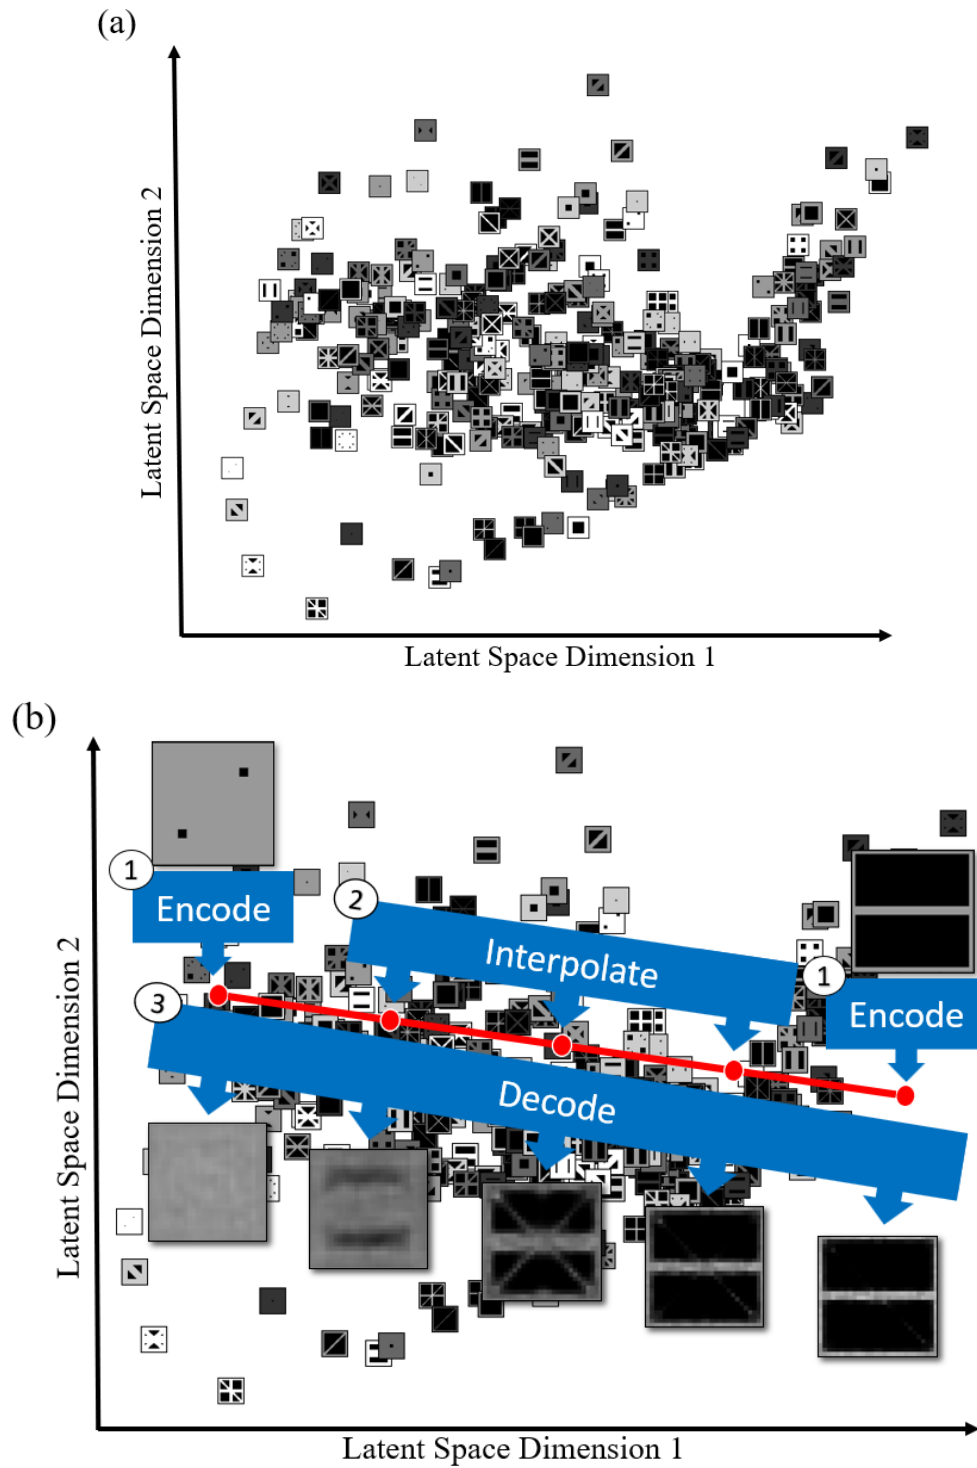 (a)
Latent Space Dimension 2
Latent Space Dimension 1
(b)
1
Encode
2
Interpolate
1
Encode
3
Decode
Latent Space Dimension 2
Latent Space Dimension 1